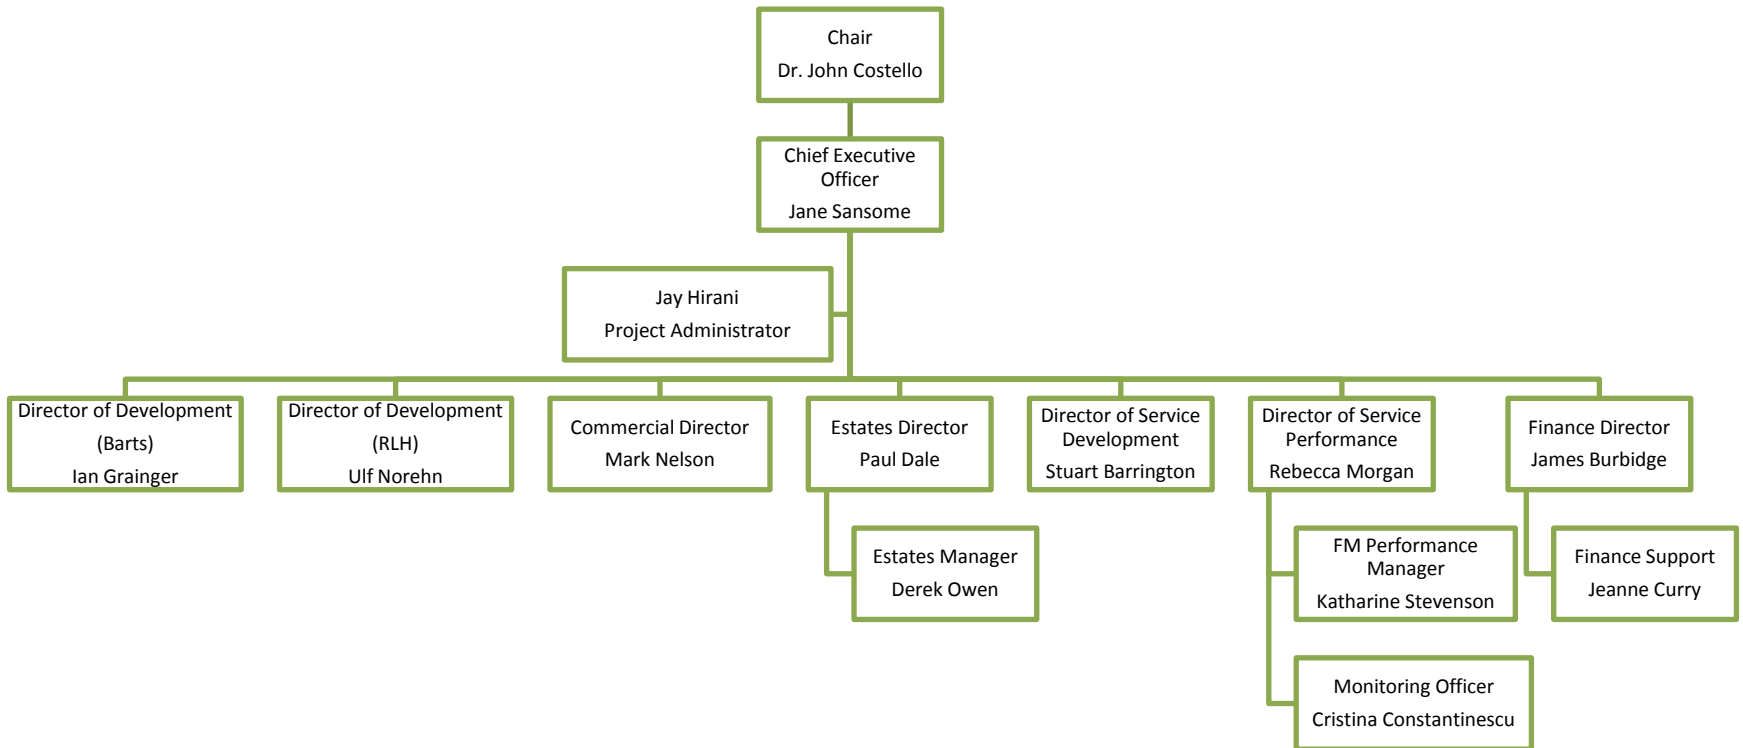 Chair
Dr. John Costello
Chief Executive
Officer
Jane Sansome
Jay Hirani
Project Administrator
Director of Development
(Barts)
Ian Grainger
Director of Development
(RLH)
Ulf Norehn
Commercial Director
Mark Nelson
Estates Director
Paul Dale
Director of Service
Development
Stuart Barrington
Director of Service
Performance
Rebecca Morgan
Finance Director
James Burbidge
Estates Manager
Derek Owen
FM Performance
Manager
Katharine Stevenson
Finance Support
Jeanne Curry
Monitoring Officer
Cristina Constantinescu